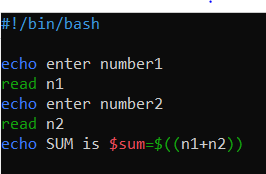 #!/bin/bash
echo enter number1
read n1
echo enter number2
read n2
echo SUM is $sum=$((n1+n2))